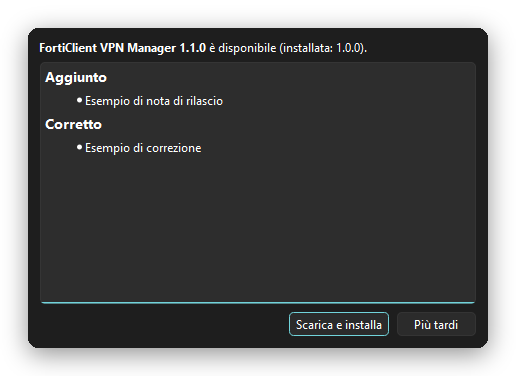 FortiClient VPN Manager 1.1.0 è disponibile (installata: 1.0.0).
Aggiunto
• Esempio di nota di rilascio
Corretto
• Esempio di correzione
Scarica e installa
Più tardi